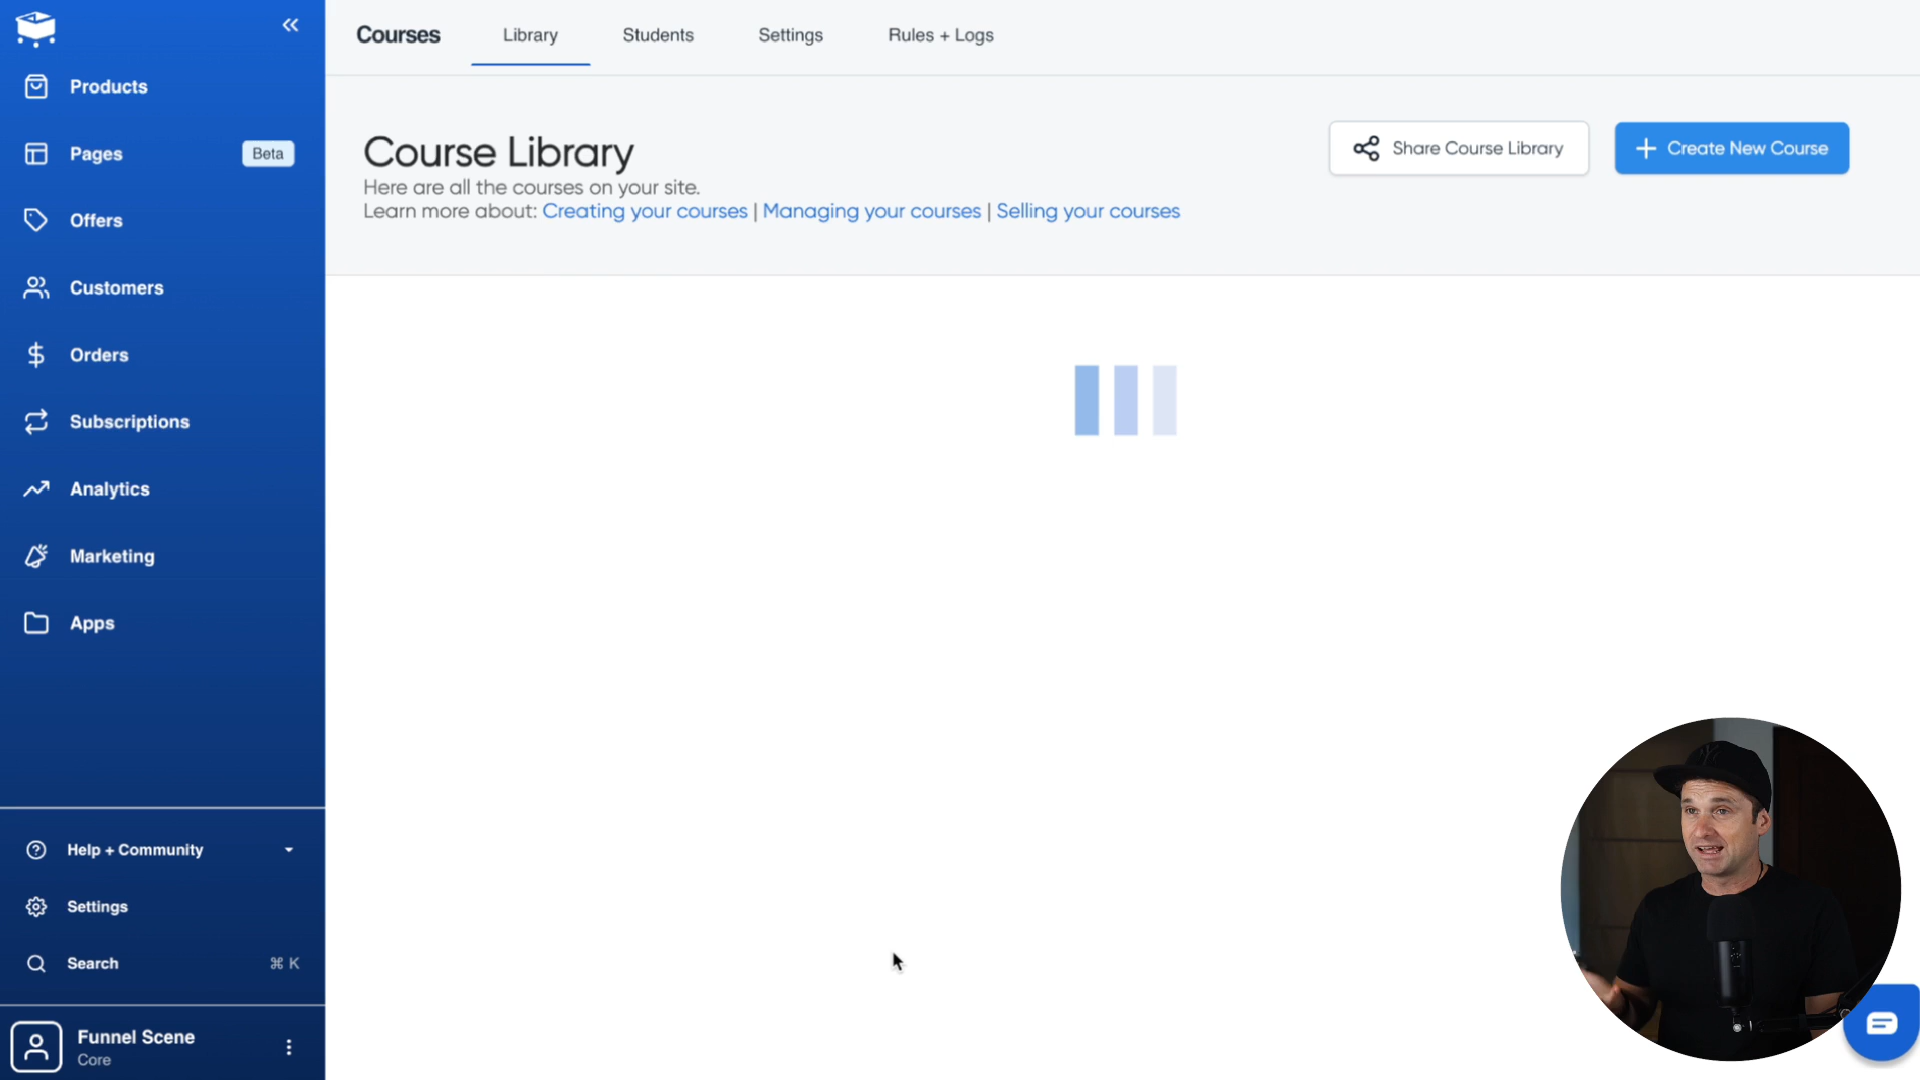 Products
Pages
Beta
Offers
Customers
Orders
Subscriptions
Analytics
Marketing
Apps
Help + Community
Settings
Search
⌘ K
Funnel Scene
Core
Courses
Library
Students
Settings
Rules + Logs
Course Library
Here are all the courses on your site.
Learn more about: Creating your courses | Managing your courses | Selling your courses
Share Course Library
Create New Course